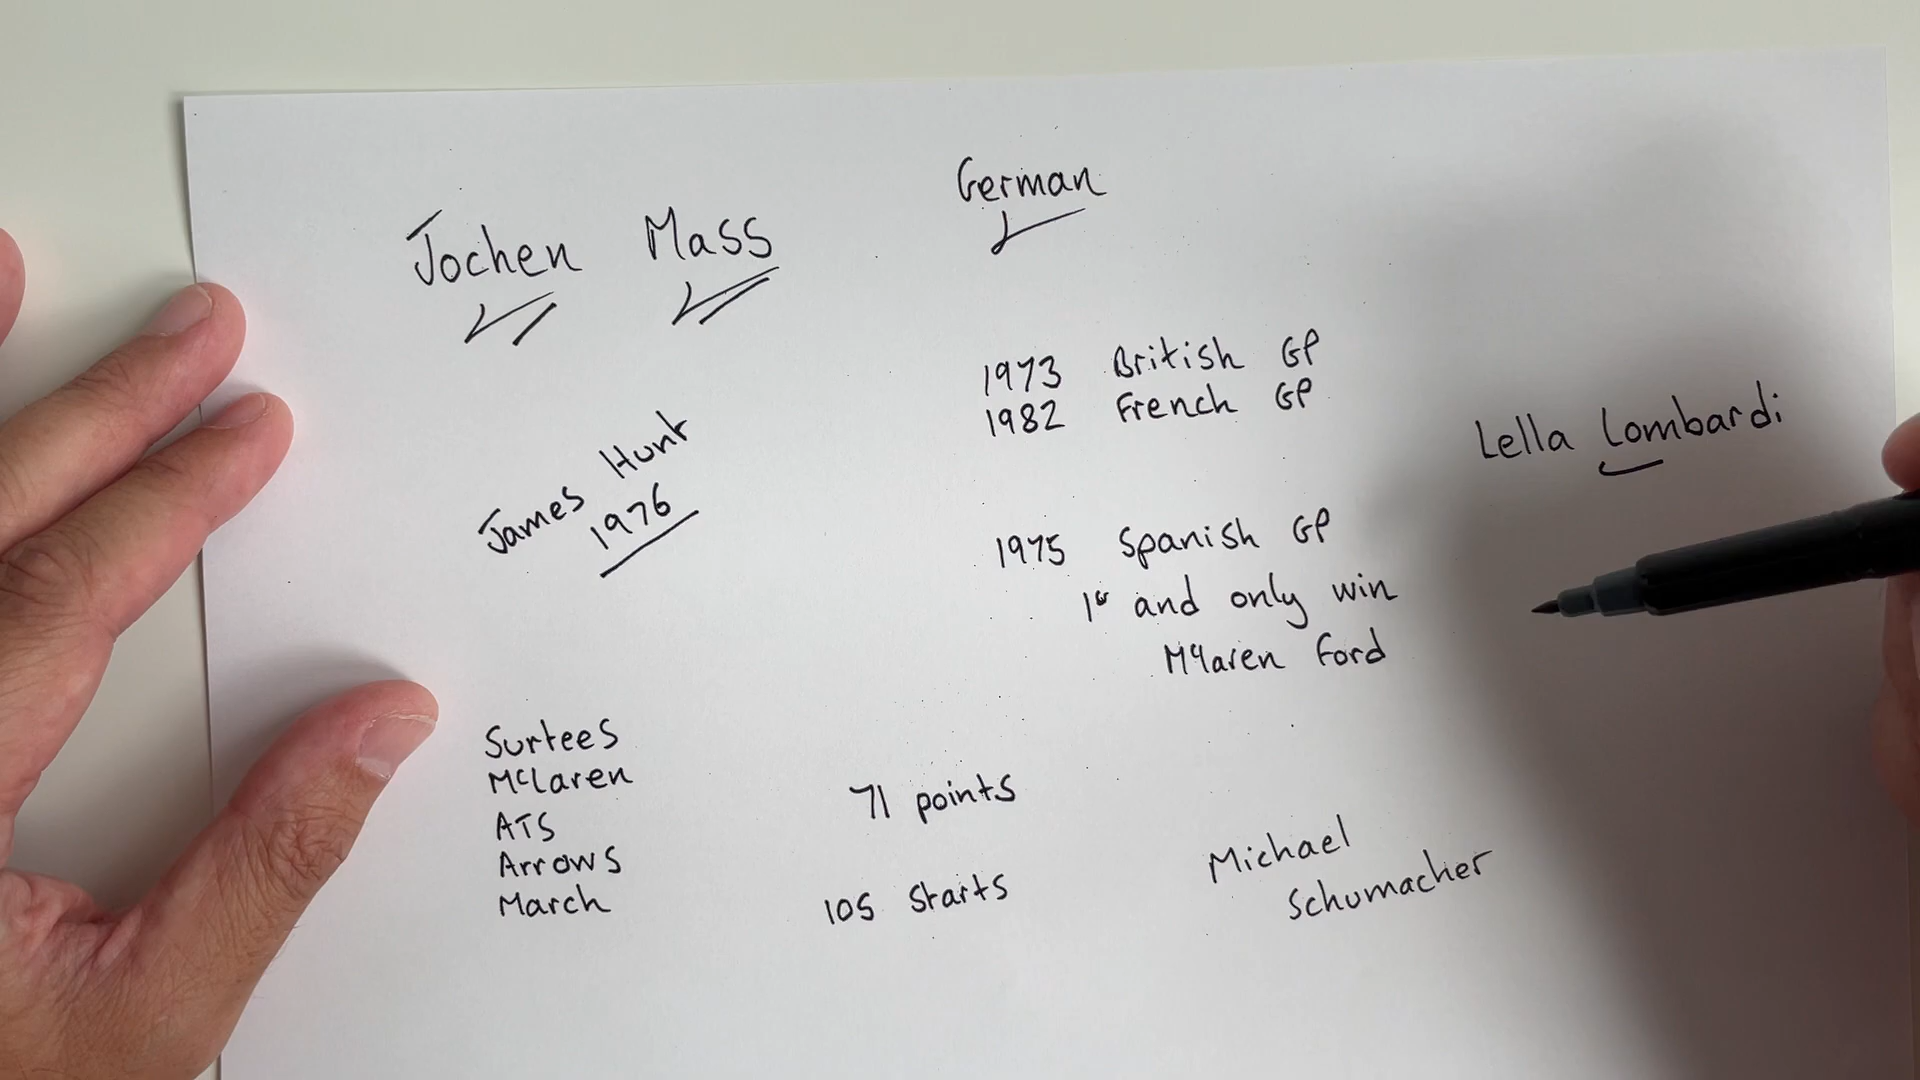 German
Jochen Mass
1973 British GP
1982 French GP
Lella Lombardi
James Hunt
1976
1975 Spanish GP
1st and only win
McLaren Ford
Surtees
McLaren
ATS
Arrows
March
71 points
105 Starts
Michael
Schumacher